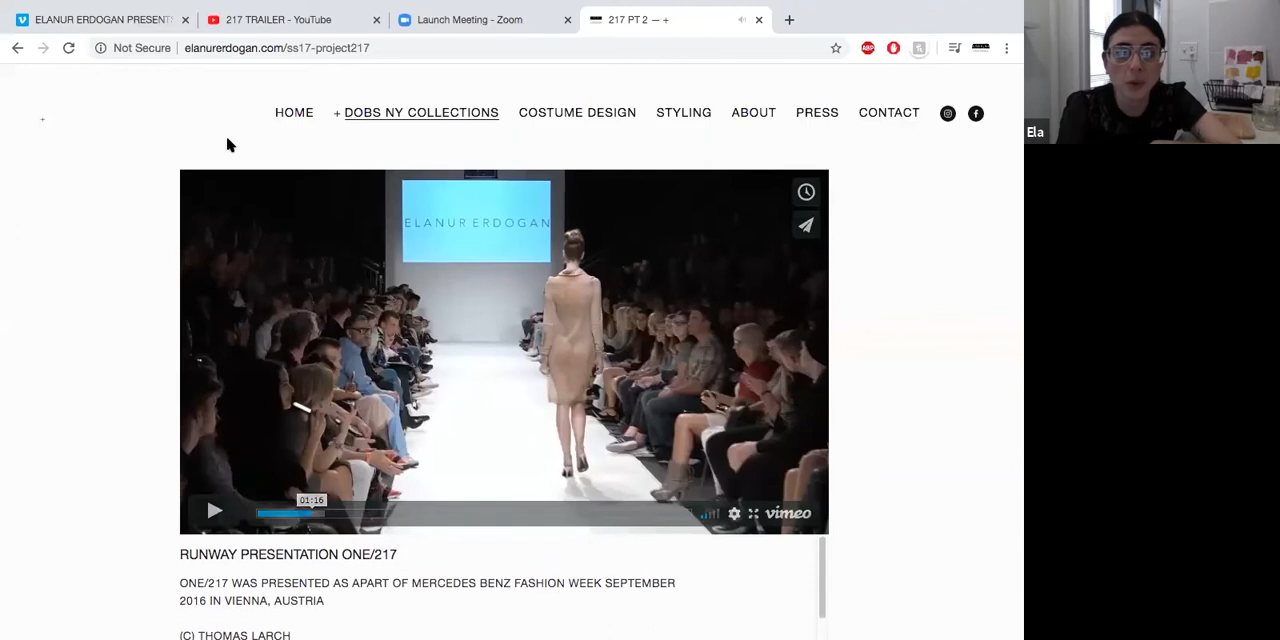 ELANUR ERDOGAN PRESENT
217 TRAILER - YouTube
Launch Meeting - Zoom
217 PT 2 — +
Not Secure | elanurerdogan.com/ss17-project217
ABP
HOME + DOBS NY COLLECTIONS COSTUME DESIGN STYLING ABOUT PRESS CONTACT
Ela
ELANUR ERDOGAN
01:16
vimeo
RUNWAY PRESENTATION ONE/217
ONE/217 WAS PRESENTED AS APART OF MERCEDES BENZ FASHION WEEK SEPTEMBER
2016 IN VIENNA, AUSTRIA
(C) THOMAS LARCH